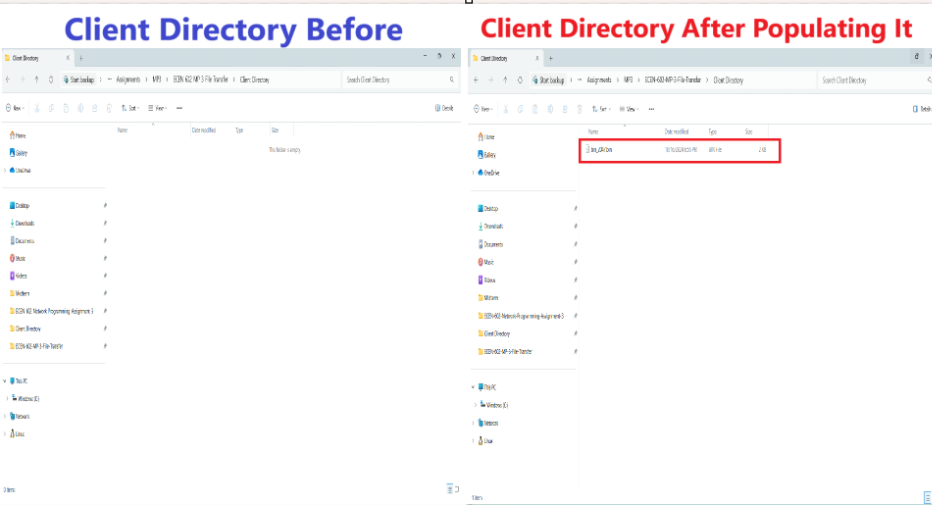 Client Directory Before
Client Directory After Populating It
Client Directory
Start backup > Assignments > MP3 > ECEN 602 MP 3 File Transfer > Client Directory
Search Client Directory
New Sort View Details
Name Date modified Type Size
This folder is empty.
Home
Gallery
OneDrive
Desktop
Downloads
Documents
Music
Videos
Midterm
ECEN 602 Network Programming Assignment 3
Client Directory
ECEN-602-MP-3-File-Transfer
This PC
Windows (C:)
Network
Linux
0 items
Client Directory
Start backup > Assignments > MP3 > ECEN-602-MP-3-File-Transfer > Client Directory
Search Client Directory
New Sort View Details
Name Date modified Type Size
BIN File 2 KB
Home
Gallery
OneDrive
Desktop
Downloads
Documents
Music
Videos
Midterm
ECEN-602-Network-Programming-Assignment-3
Client Directory
ECEN-602-MP-3-File-Transfer
This PC
Windows (C:)
Network
Linux
items